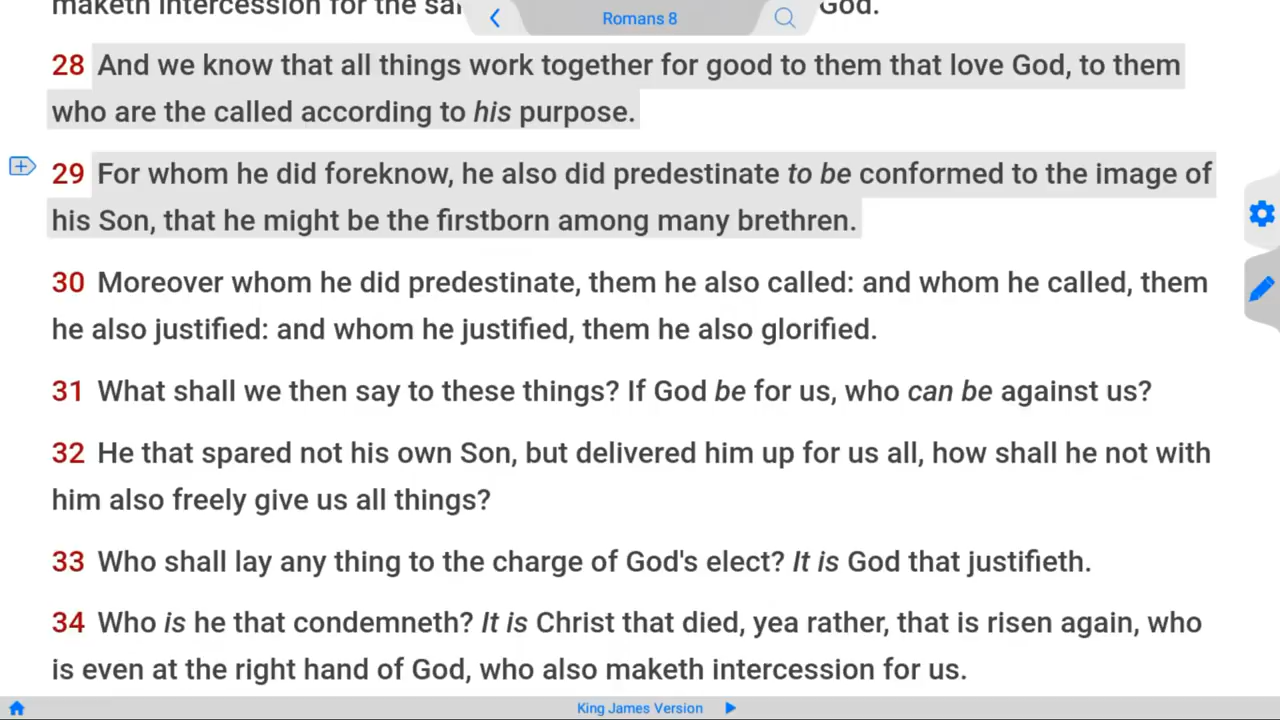 maketh intercession for the sai
God.
Romans 8
28 And we know that all things work together for good to them that love God, to them
who are the called according to his purpose.
29 For whom he did foreknow, he also did predestinate to be conformed to the image of
his Son, that he might be the firstborn among many brethren.
30 Moreover whom he did predestinate, them he also called: and whom he called, them
he also justified: and whom he justified, them he also glorified.
31 What shall we then say to these things? If God be for us, who can be against us?
32 He that spared not his own Son, but delivered him up for us all, how shall he not with
him also freely give us all things?
33 Who shall lay any thing to the charge of God's elect? It is God that justifieth.
34 Who is he that condemneth? It is Christ that died, yea rather, that is risen again, who
is even at the right hand of God, who also maketh intercession for us.
King James Version